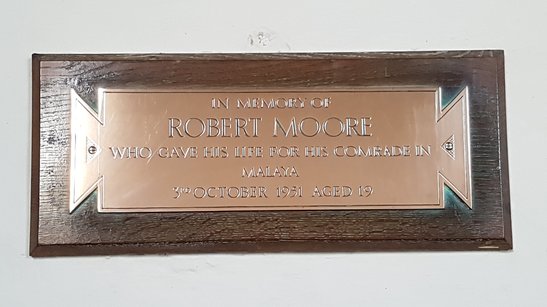 IN MEMORY OF
ROBERT MOORE
WHO GAVE HIS LIFE FOR HIS COMRADE IN
MALAYA
3RD OCTOBER 1951 AGED 19